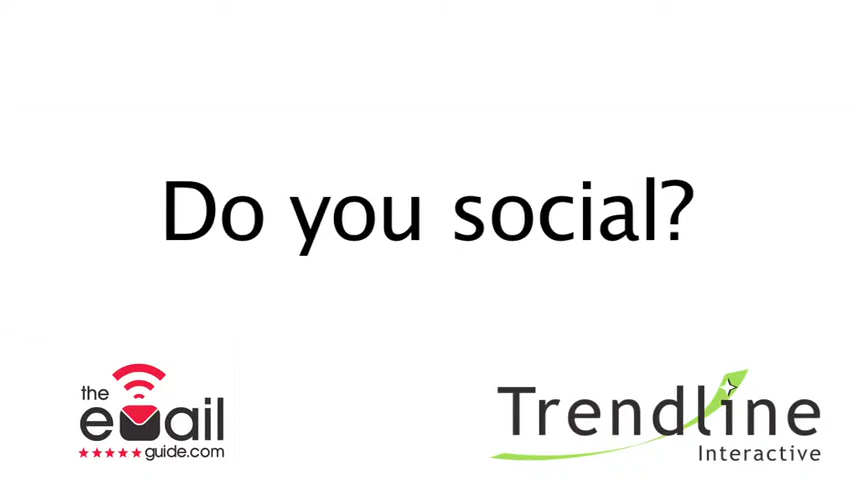 Do you social?
the
email
guide.com
Trendline
Interactive